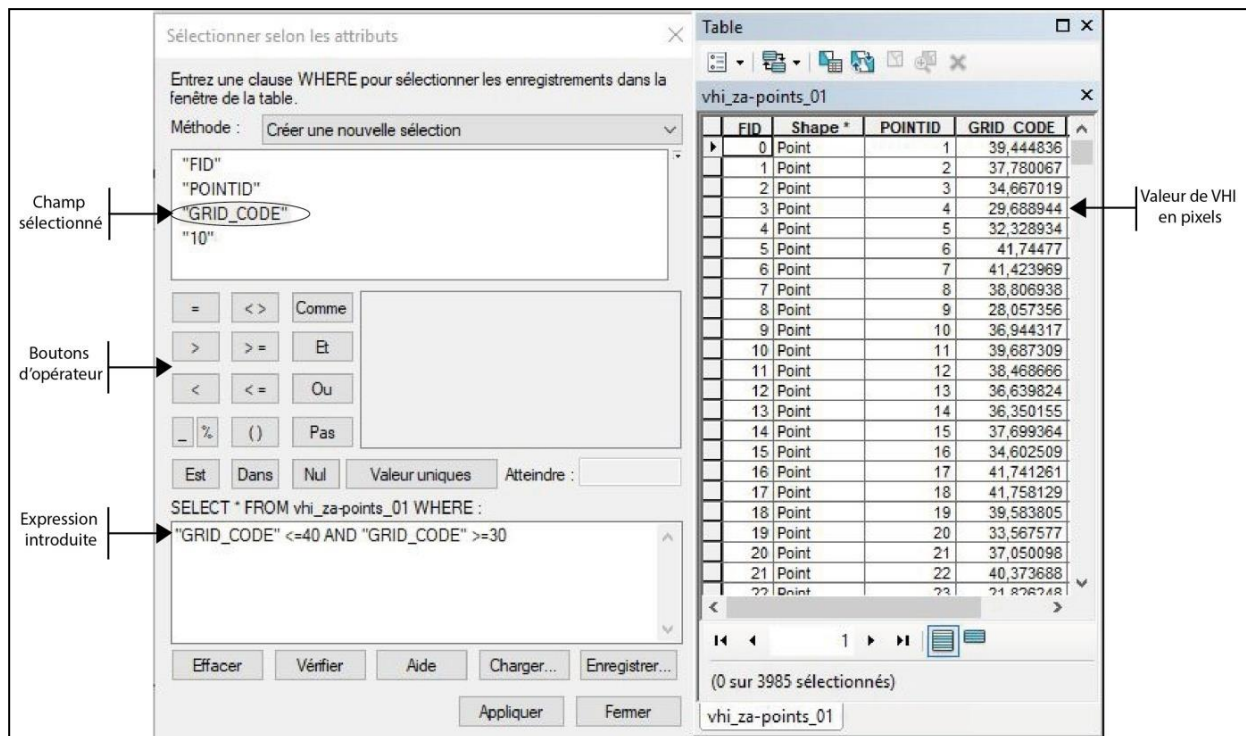 Sélectionner selon les attributs
Entrez une clause WHERE pour sélectionner les enregistrements dans la
fenêtre de la table.
Méthode : Créer une nouvelle sélection
"FID"
"POINTID"
"GRID_CODE"
"10"
Champ
sélectionné
= < > Comme
> > = Et
< < = Ou
_ % ( ) Pas
Est Dans Nul Valeur uniques Atteindre :
Boutons
d'opérateur
SELECT * FROM vhi_za-points_01 WHERE :
"GRID_CODE" <=40 AND "GRID_CODE" >=30
Expression
introduite
Effacer Vérifier Aide Charger... Enregistrer...
Appliquer Fermer
Table
vhi_za-points_01
FID Shape * POINTID GRID_CODE
0 Point 1 39,444836
1 Point 2 37,780067
2 Point 3 34,667019
3 Point 4 29,688944
4 Point 5 32,328934
5 Point 6 41,74477
6 Point 7 41,423969
7 Point 8 38,806938
8 Point 9 28,057356
9 Point 10 36,944317
10 Point 11 39,687309
11 Point 12 38,468666
12 Point 13 36,639824
13 Point 14 36,350155
14 Point 15 37,699364
15 Point 16 34,602509
16 Point 17 41,741261
17 Point 18 41,758129
18 Point 19 39,583805
19 Point 20 33,567577
20 Point 21 37,050098
21 Point 22 40,373688
22 Point 23 21,826248
Valeur de VHI
en pixels
1
(0 sur 3985 sélectionnés)
vhi_za-points_01